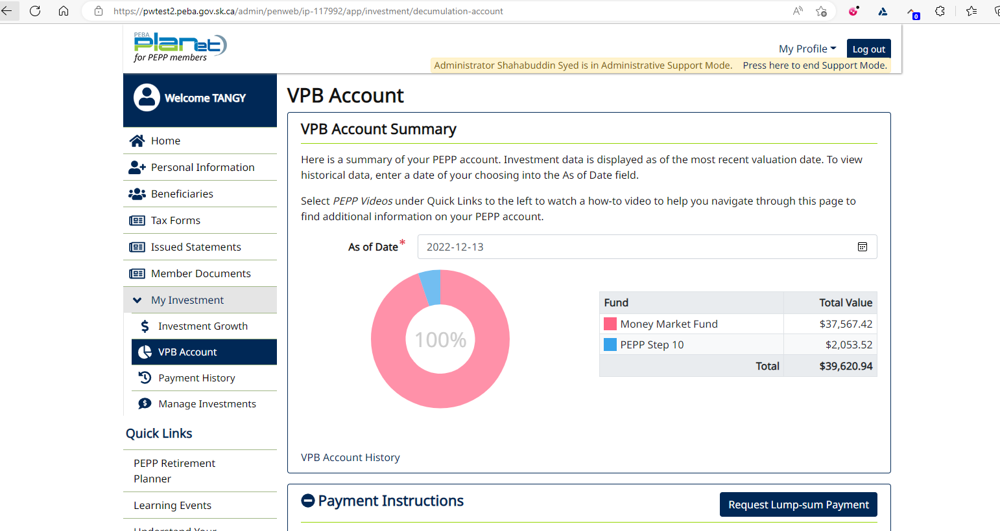 https://pwtest2.peba.gov.sk.ca/admin/penweb/ip-117992/app/investment/decumulation-account
0
PEBA
planet
for PEPP members
My Profile
Log out
Administrator Shahabuddin Syed is in Administrative Support Mode. Press here to end Support Mode.
Welcome TANGY
Home
Personal Information
Beneficiaries
Tax Forms
Issued Statements
Member Documents
My Investment
Investment Growth
VPB Account
Payment History
Manage Investments
Quick Links
PEPP Retirement
Planner
Learning Events
Understand Your
VPB Account
VPB Account Summary
Here is a summary of your PEPP account. Investment data is displayed as of the most recent valuation date. To view
historical data, enter a date of your choosing into the As of Date field.
Select PEPP Videos under Quick Links to the left to watch a how-to video to help you navigate through this page to
find additional information on your PEPP account.
As of Date*
2022-12-13
100%
Fund Total Value
Money Market Fund $37,567.42
PEPP Step 10 $2,053.52
Total $39,620.94
VPB Account History
Payment Instructions
Request Lump-sum Payment